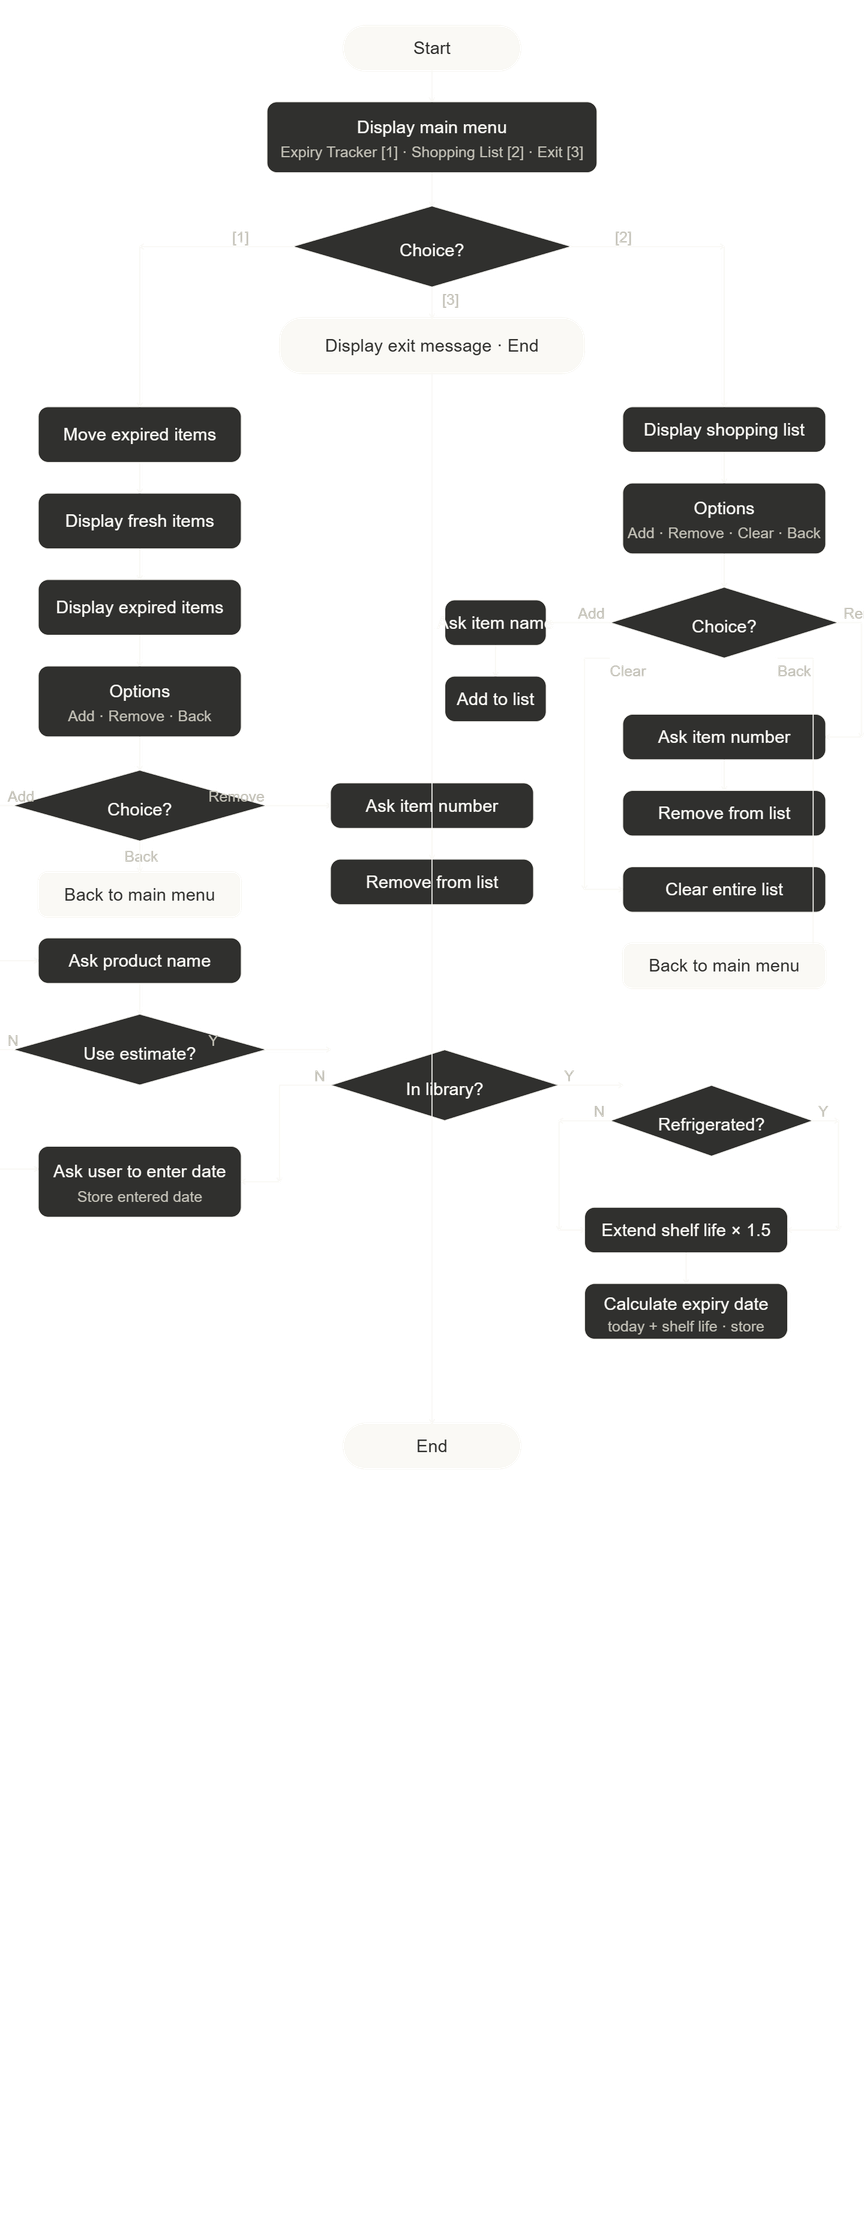 Start
Display main menu
Expiry Tracker [1] · Shopping List [2] · Exit [3]
Choice?
[1]
[2]
[3]
Display exit message · End
Move expired items
Display fresh items
Display expired items
Options
Add · Remove · Back
Choice?
Add
Remove
Back
Back to main menu
Ask item number
Remove from list
Display shopping list
Options
Add · Remove · Clear · Back
Choice?
Add
Re
Clear
Back
sk item nam
Add to list
Ask item number
Remove from list
Clear entire list
Back to main menu
Ask product name
Use estimate?
N
Y
In library?
N
Y
Refrigerated?
N
Y
Ask user to enter date
Store entered date
Extend shelf life × 1.5
Calculate expiry date
today + shelf life · store
End